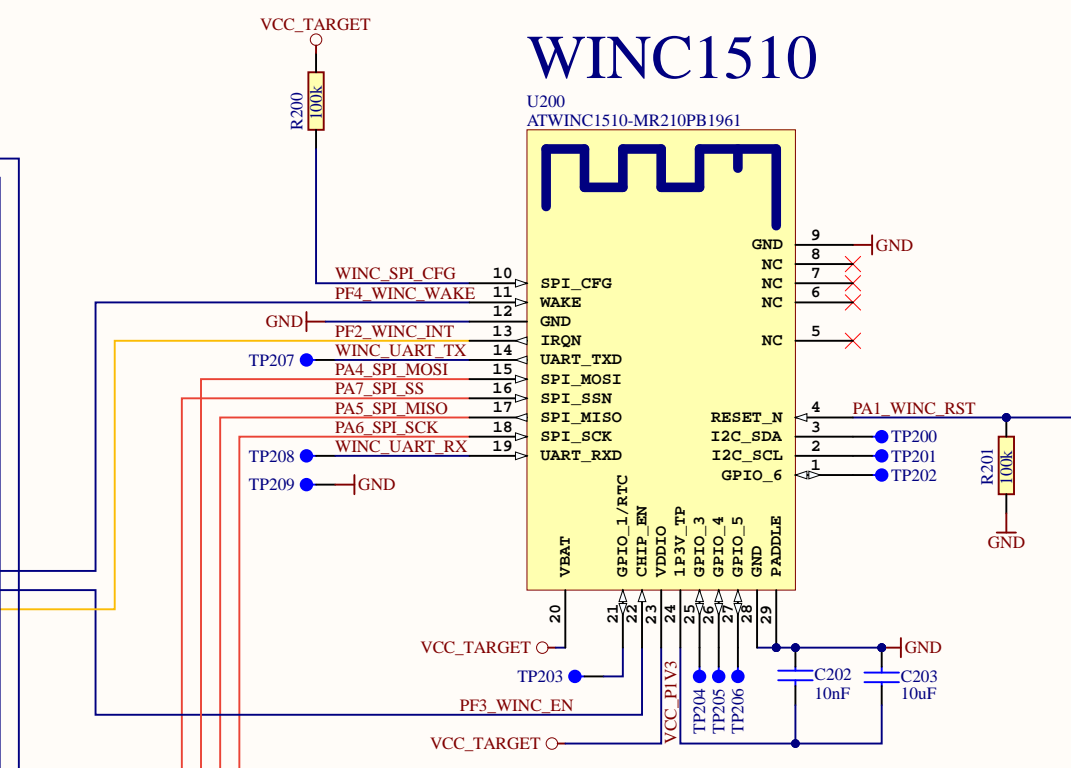 VCC_TARGET
WINC1510
R200
100k
U200
ATWINC1510-MR210PB1961
GND
9
GND
NC
8
NC
7
NC
6
NC
5
WINC_SPI_CFG
10
SPI_CFG
PF4_WINC_WAKE
11
WAKE
GND
12
GND
PF2_WINC_INT
13
IRQN
TP207
WINC_UART_TX
14
UART_TXD
PA4_SPI_MOSI
15
SPI_MOSI
PA7_SPI_SS
16
SPI_SSN
PA5_SPI_MISO
17
SPI_MISO
PA6_SPI_SCK
18
SPI_SCK
TP208
WINC_UART_RX
19
UART_RXD
TP209
GND
RESET_N
4
PA1_WINC_RST
I2C_SDA
3
TP200
I2C_SCL
2
TP201
GPIO_6
1
TP202
R201
100k
GND
VBAT
GPIO_1/RTC
CHIP_EN
VDDIO
1P3V_TP
GPIO_3
GPIO_4
GPIO_5
GND
PADDLE
20
21
22
23
24
25
26
27
28
29
VCC_TARGET
TP203
PF3_WINC_EN
VCC_TARGET
VCC_P1V3
TP204
TP205
TP206
GND
C202
10nF
C203
10uF